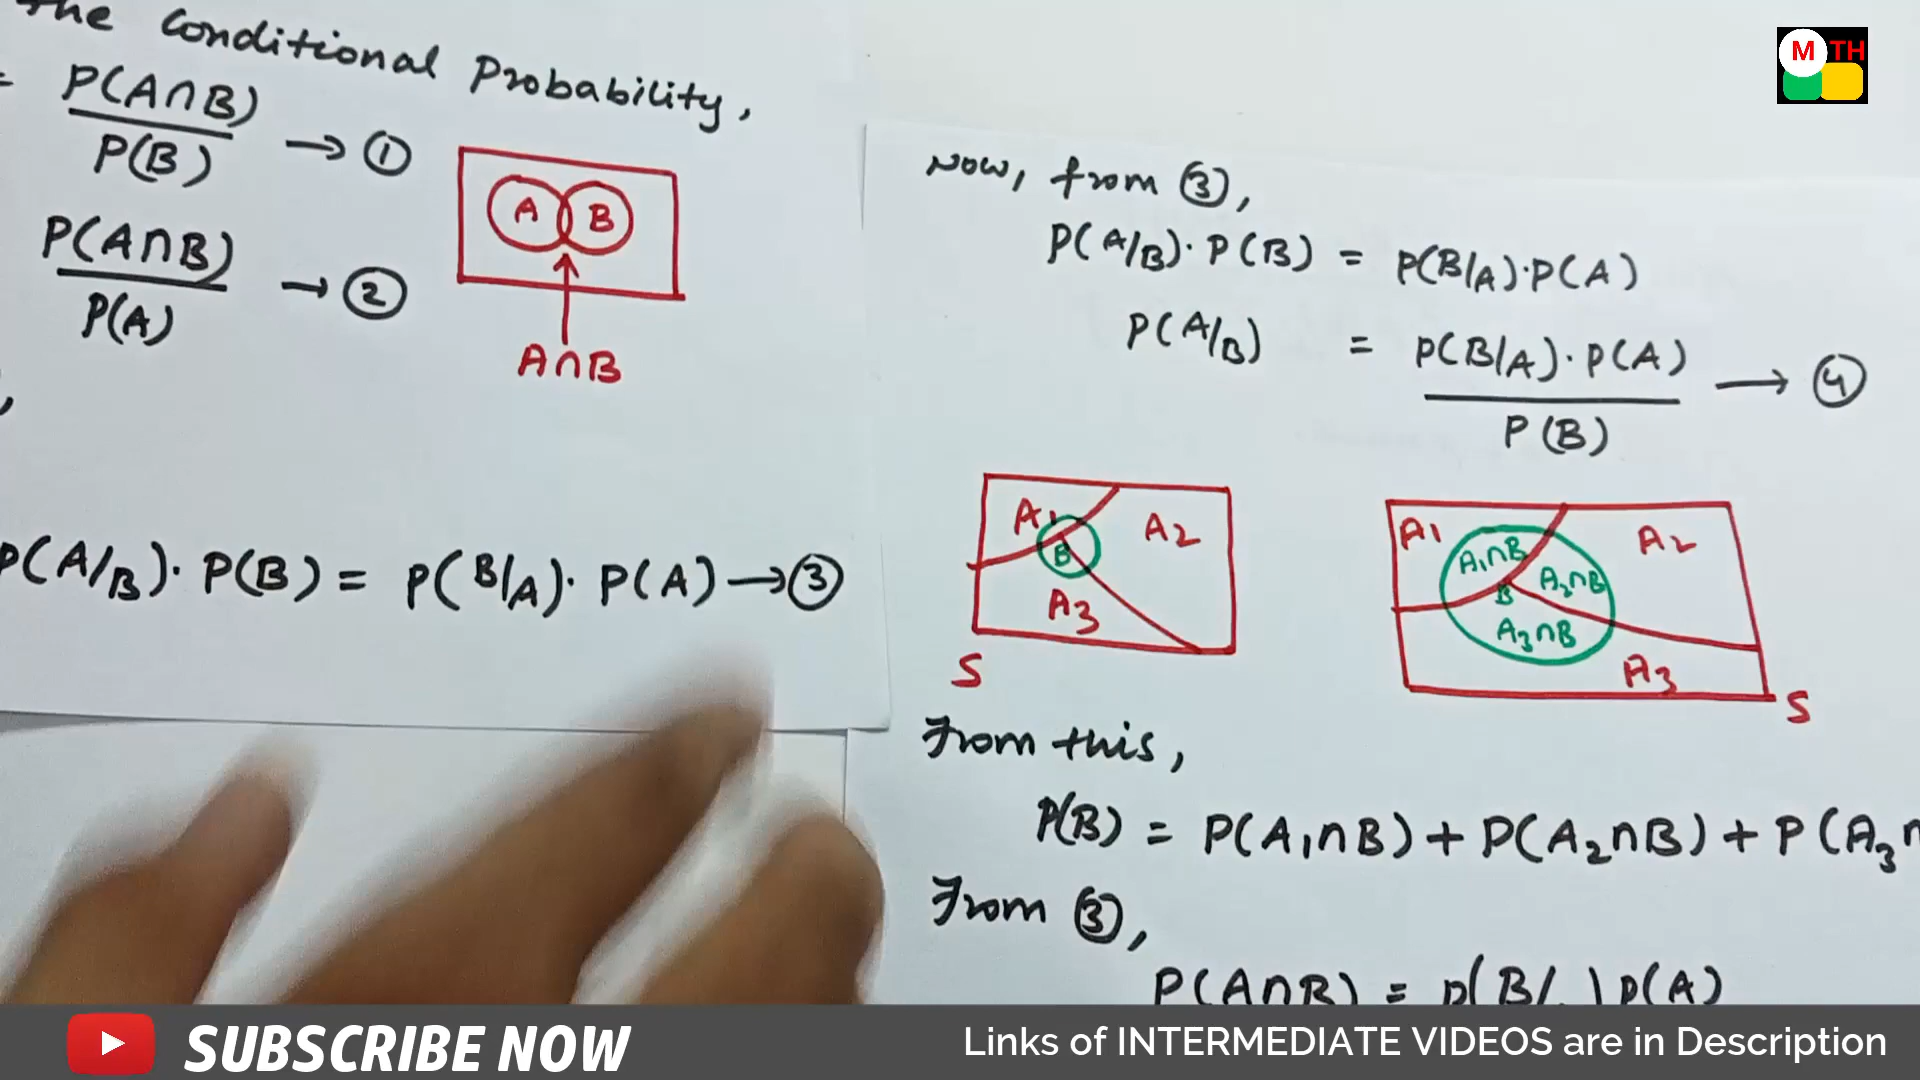 The Conditional Probability,
= P(A∩B)
P(B) → ①
P(A∩B)
P(A) → ②
A B
A∩B
,
P(A/B). P(B) = P(B/A). P(A) → ③
M TH
Now, from ③,
P(A/B). P(B) = P(B/A).P(A)
P(A/B) = P(B/A). P(A) → ④
P(B)
A1 A2
B
A3
S
A1 A2
A1∩B A2∩B
B
A3∩B
A3
S
From this,
P(B) = P(A1∩B) + P(A2∩B) + P(A3∩
From ③,
P(A∩B) = P(B/ ) P(A)
SUBSCRIBE NOW
Links of INTERMEDIATE VIDEOS are in Description